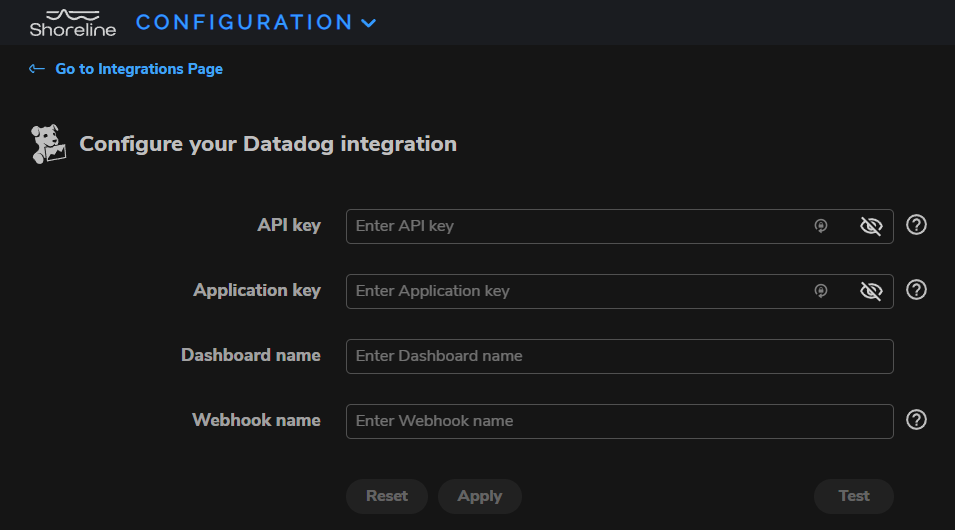 Shoreline CONFIGURATION
Go to Integrations Page
Configure your Datadog integration
API key Enter API key
Application key Enter Application key
Dashboard name Enter Dashboard name
Webhook name Enter Webhook name
Reset Apply Test